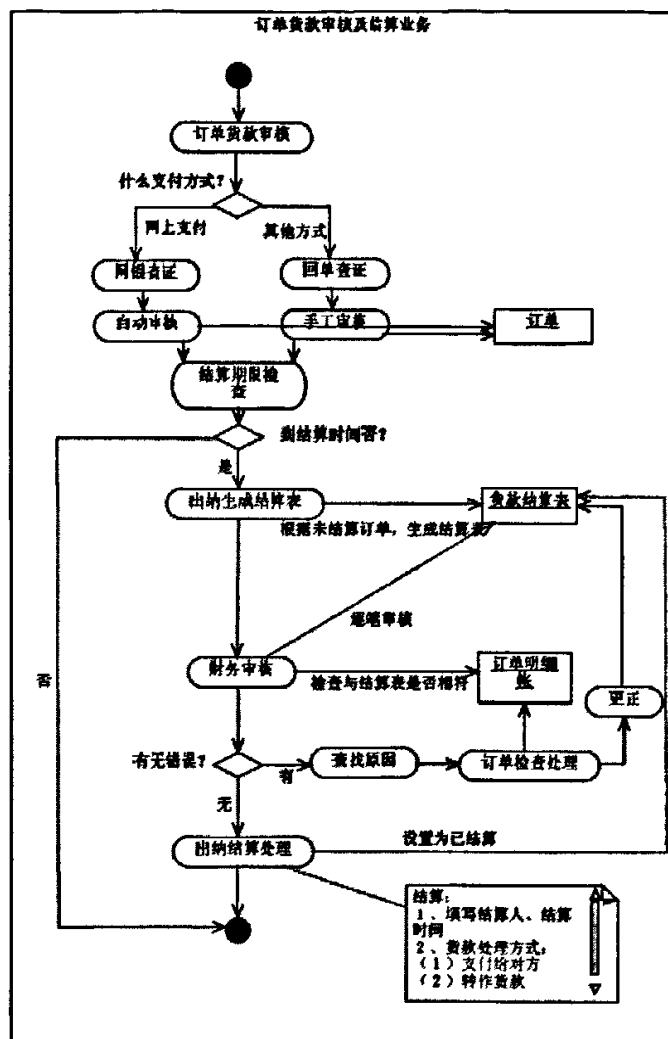 订单货款审核及结算业务
订单货款审核
什么支付方式?
网上支付
其他方式
网银查证
回单查证
自动审核
手工审核
订单
结算期限检
查
到结算时间否?
是
出纳生成结算表
货款结算表
根据未结算订单,生成结算表
逐笔审核
财务审核
订单明细
帐
检查与结算表是否相符
否
更正
有无错误?
有
查找原因
订单检查处理
无
出纳结算处理
设置为已结算
结算:
1、填写结算人、结算
时间
2、货款处理方式:
(1)支付给对方
(2)转作货款